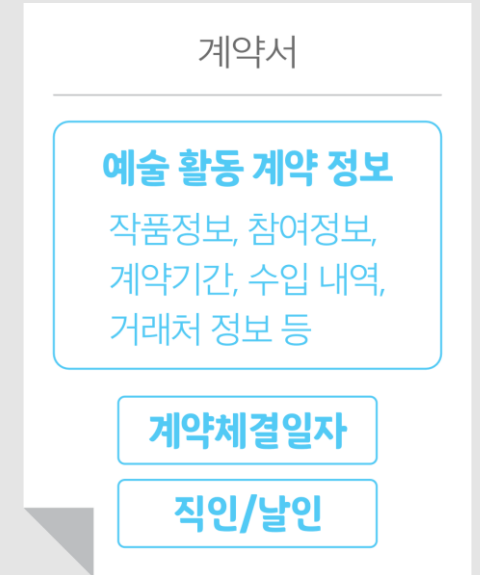 계약서
예술 활동 계약 정보
작품정보, 참여정보,
계약기간, 수입 내역,
거래처 정보 등
계약체결일자
직인/날인